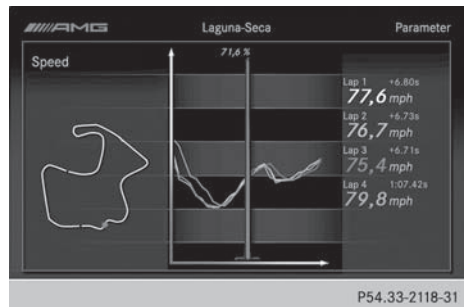 AMG Laguna-Seca Parameter
Speed
71,6 %
Lap 1 +6.80s
77,6 mph
Lap 2 +6.73s
76,7 mph
Lap 3 +6.71s
75,4 mph
Lap 4 1:07.42s
79,8 mph
P54.33-2118-31